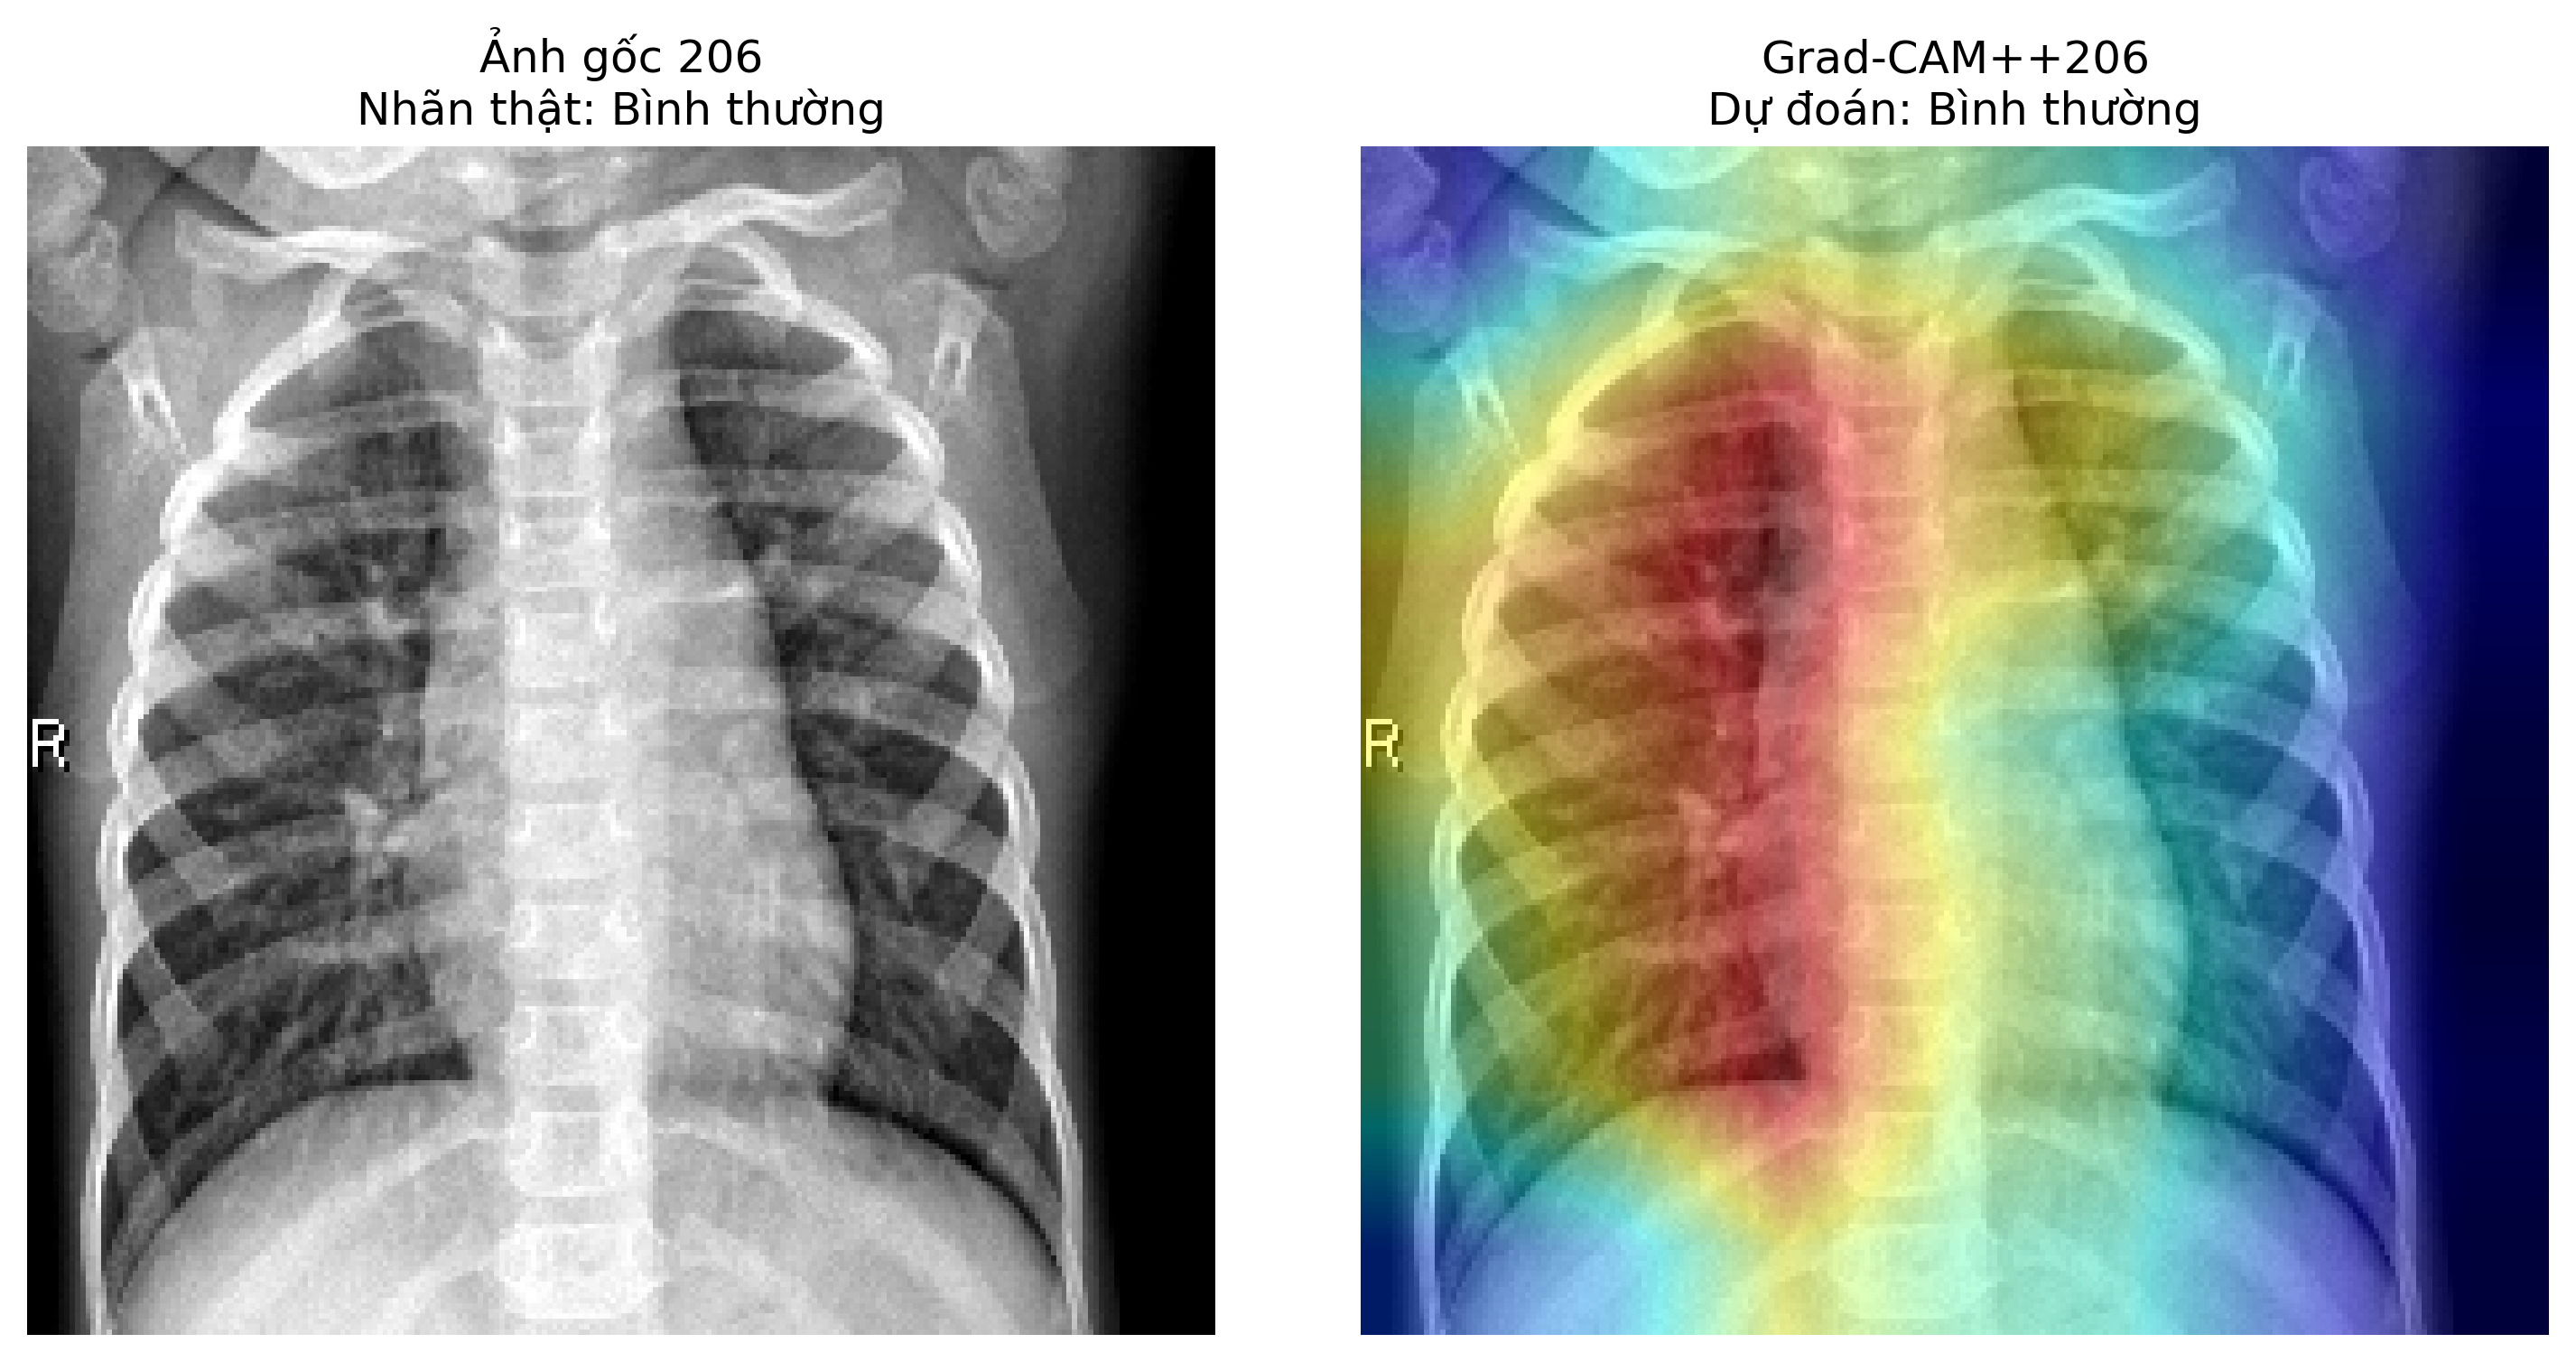 Ảnh gốc 206
Nhãn thật: Bình thường
Grad-CAM++206
Dự đoán: Bình thường
R
R